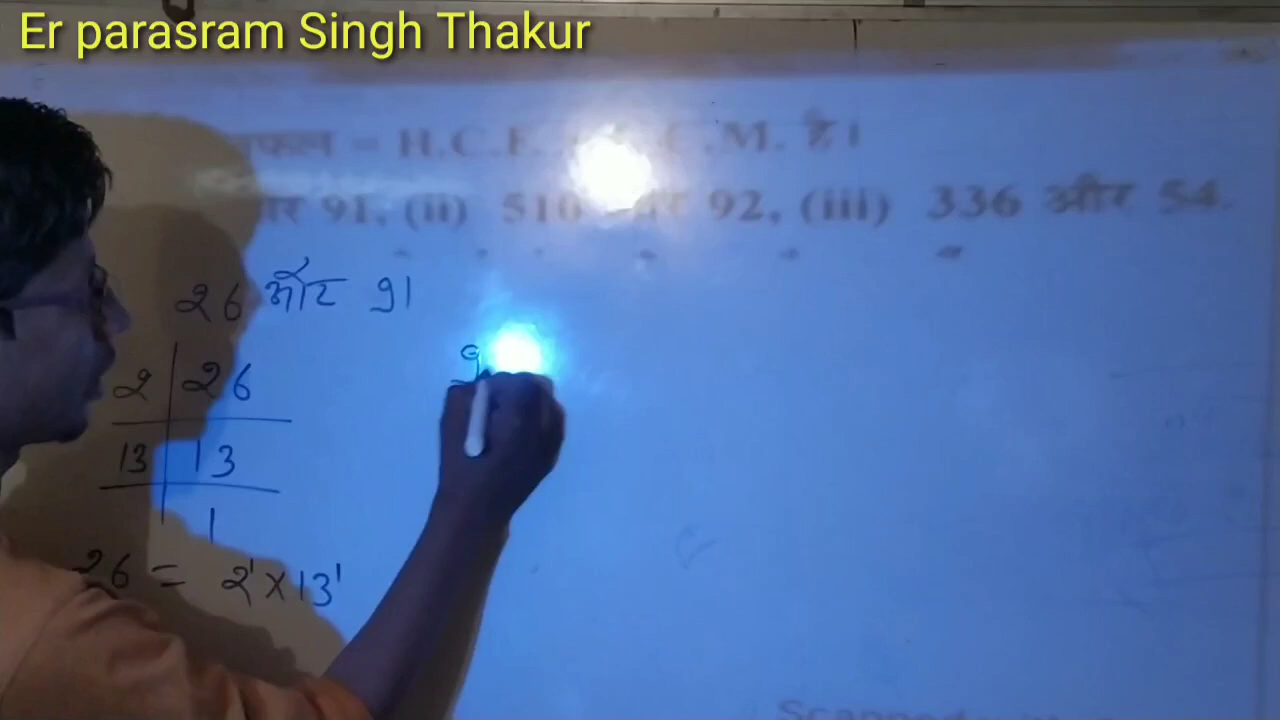 Er parasram Singh Thakur
= H.C.F. C.M. है।
91, (ii) 510 92, (iii) 336 और 54.
26 और 91
2 26
9
13 13
1
26 = 2¹ × 13¹